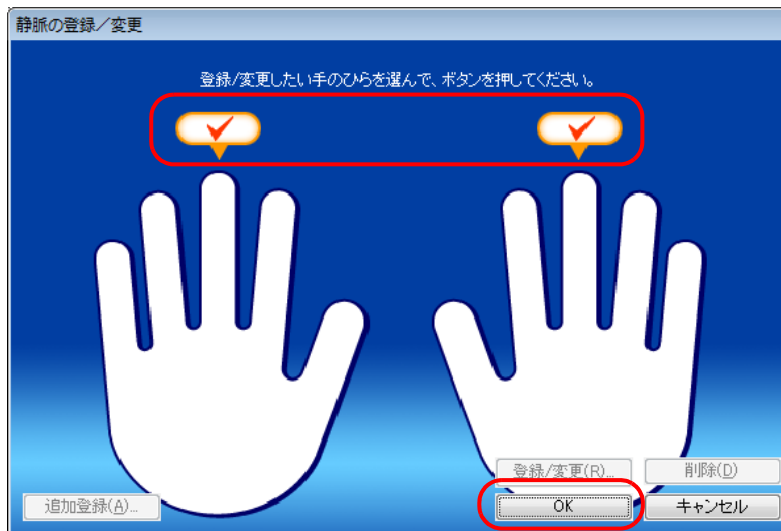 静脈の登録／変更
登録/変更したい手のひらを選んで、ボタンを押してください。
登録/変更(R)...
削除(D)
追加登録(A)...
OK
キャンセル